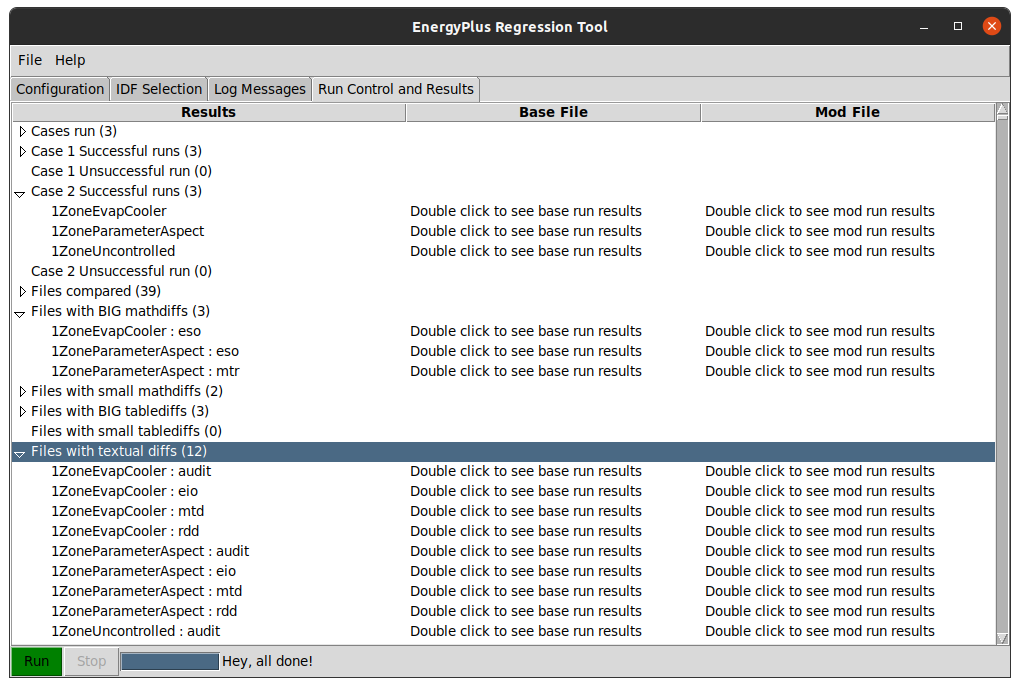 EnergyPlus Regression Tool
File Help
Configuration IDF Selection Log Messages Run Control and Results
Results Base File Mod File
Cases run (3)
Case 1 Successful runs (3)
Case 1 Unsuccessful run (0)
Case 2 Successful runs (3)
1ZoneEvapCooler Double click to see base run results Double click to see mod run results
1ZoneParameterAspect Double click to see base run results Double click to see mod run results
1ZoneUncontrolled Double click to see base run results Double click to see mod run results
Case 2 Unsuccessful run (0)
Files compared (39)
Files with BIG mathdiffs (3)
1ZoneEvapCooler : eso Double click to see base run results Double click to see mod run results
1ZoneParameterAspect : eso Double click to see base run results Double click to see mod run results
1ZoneParameterAspect : mtr Double click to see base run results Double click to see mod run results
Files with small mathdiffs (2)
Files with BIG tablediffs (3)
Files with small tablediffs (0)
Files with textual diffs (12)
1ZoneEvapCooler : audit Double click to see base run results Double click to see mod run results
1ZoneEvapCooler : eio Double click to see base run results Double click to see mod run results
1ZoneEvapCooler : mtd Double click to see base run results Double click to see mod run results
1ZoneEvapCooler : rdd Double click to see base run results Double click to see mod run results
1ZoneParameterAspect : audit Double click to see base run results Double click to see mod run results
1ZoneParameterAspect : eio Double click to see base run results Double click to see mod run results
1ZoneParameterAspect : mtd Double click to see base run results Double click to see mod run results
1ZoneParameterAspect : rdd Double click to see base run results Double click to see mod run results
1ZoneUncontrolled : audit Double click to see base run results Double click to see mod run results
Run Stop Hey, all done!